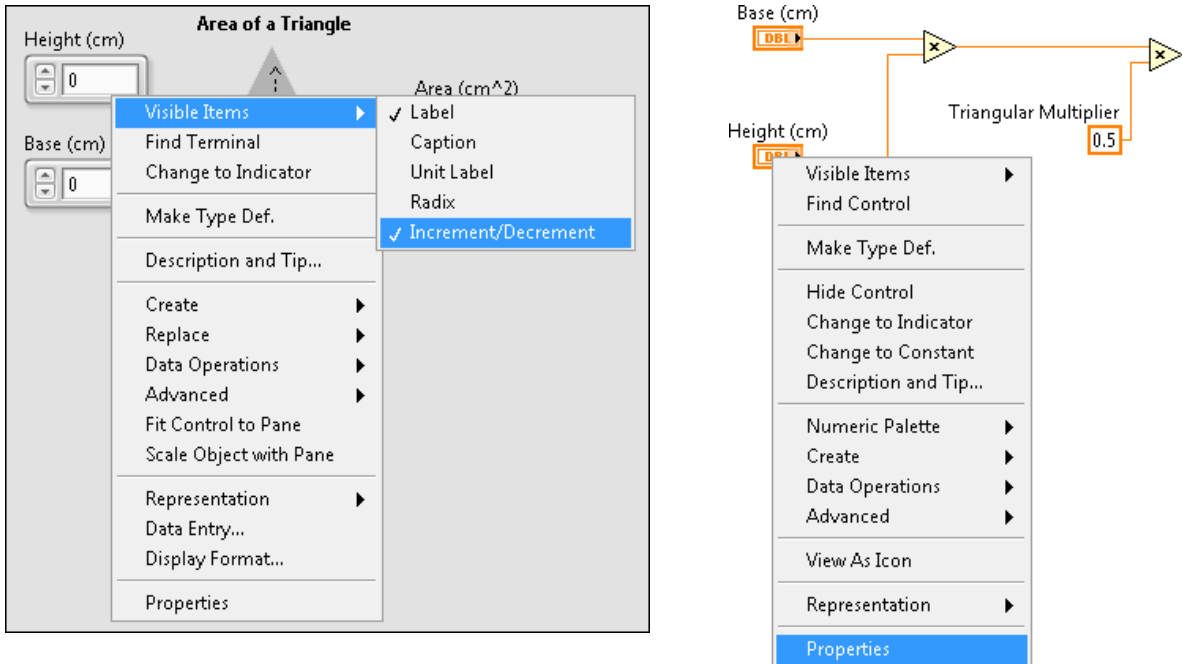 Area of a Triangle
Height (cm)
0
Area (cm^2)
Base (cm)
0
Visible Items
Find Terminal
Change to Indicator
Make Type Def.
Description and Tip...
Create
Replace
Data Operations
Advanced
Fit Control to Pane
Scale Object with Pane
Representation
Data Entry...
Display Format...
Properties
Label
Caption
Unit Label
Radix
Increment/Decrement
Base (cm)
DBL
Triangular Multiplier
0.5
Height (cm)
DBL
Visible Items
Find Control
Make Type Def.
Hide Control
Change to Indicator
Change to Constant
Description and Tip...
Numeric Palette
Create
Data Operations
Advanced
View As Icon
Representation
Properties